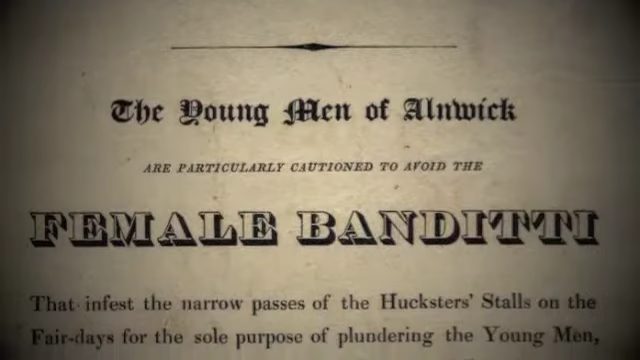 The Young Men of Alnwick
ARE PARTICULARLY CAUTIONED TO AVOID THE
FEMALE BANDITTI
That infest the narrow passes of the Hucksters' Stalls on the
Fair-days for the sole purpose of plundering the Young Men,